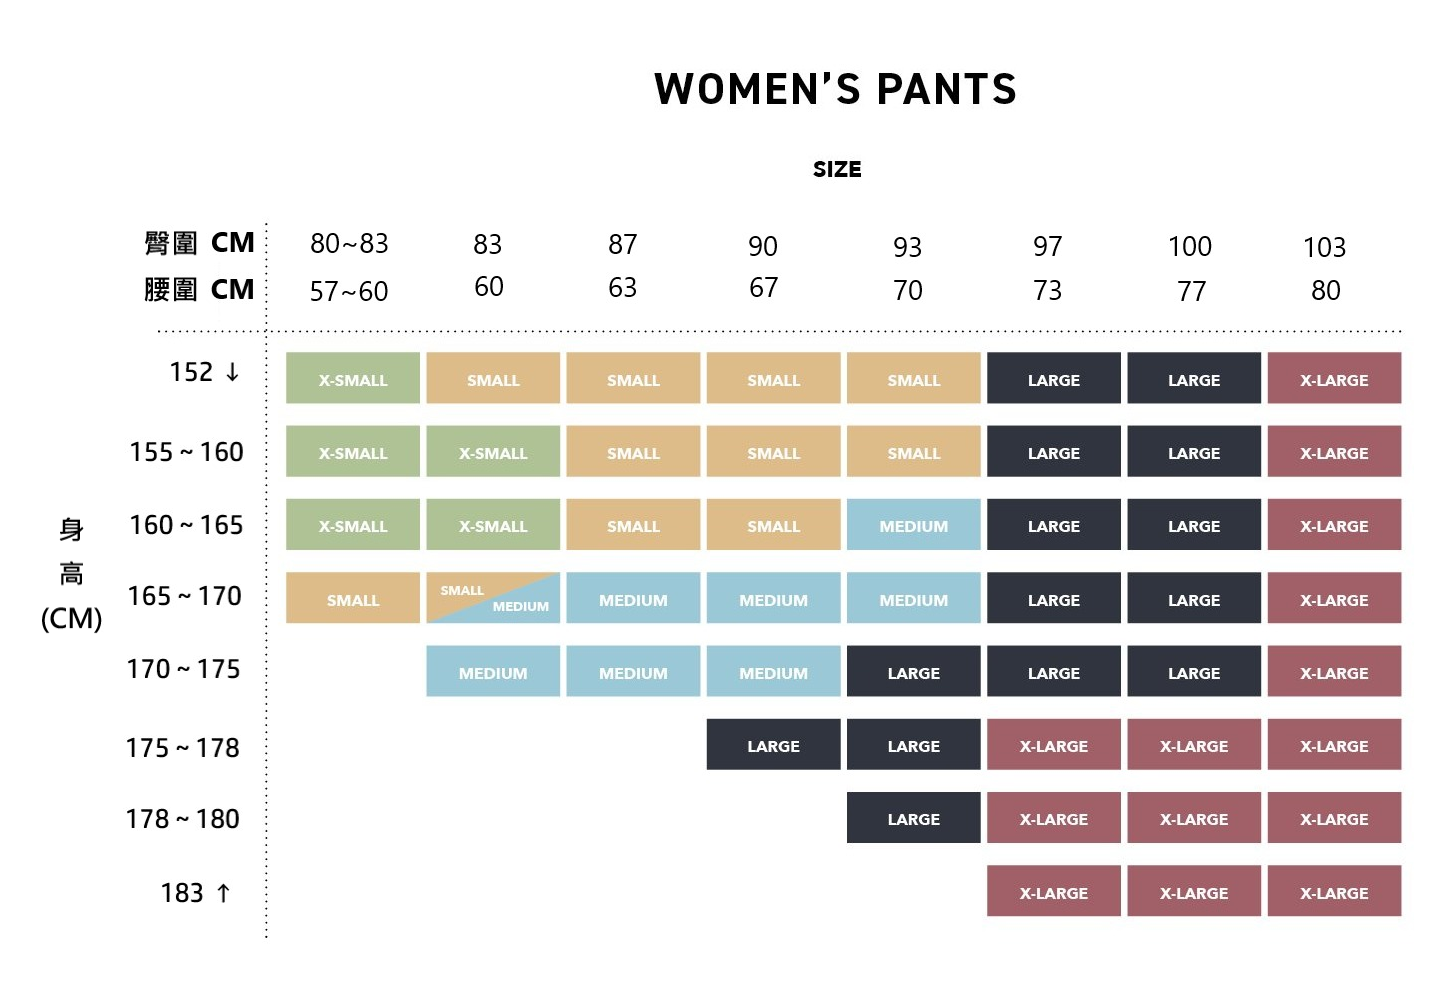 WOMEN’S PANTS
SIZE
臀圍 CM 80~83 83 87 90 93 97 100 103
腰圍 CM 57~60 60 63 67 70 73 77 80
身高(CM)
152 ↓ X-SMALL SMALL SMALL SMALL SMALL LARGE LARGE X-LARGE
155 ~ 160 X-SMALL X-SMALL SMALL SMALL SMALL LARGE LARGE X-LARGE
160 ~ 165 X-SMALL X-SMALL SMALL SMALL MEDIUM LARGE LARGE X-LARGE
165 ~ 170 SMALL SMALL MEDIUM MEDIUM MEDIUM MEDIUM LARGE LARGE X-LARGE
170 ~ 175 MEDIUM MEDIUM MEDIUM LARGE LARGE LARGE X-LARGE
175 ~ 178 LARGE LARGE X-LARGE X-LARGE X-LARGE
178 ~ 180 LARGE X-LARGE X-LARGE X-LARGE
183 ↑ X-LARGE X-LARGE X-LARGE